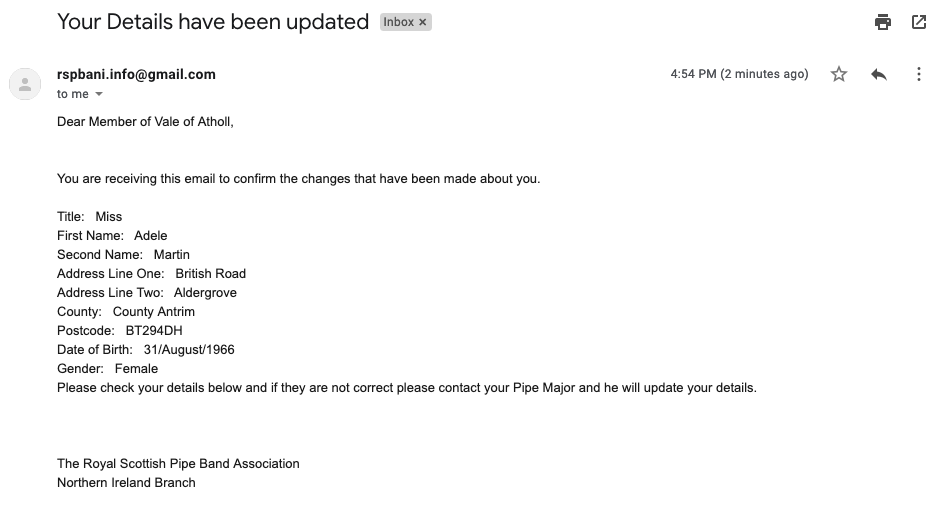 Your Details have been updated Inbox x
rspbani.info@gmail.com 4:54 PM (2 minutes ago)
to me
Dear Member of Vale of Atholl,
You are receiving this email to confirm the changes that have been made about you.
Title: Miss
First Name: Adele
Second Name: Martin
Address Line One: British Road
Address Line Two: Aldergrove
County: County Antrim
Postcode: BT294DH
Date of Birth: 31/August/1966
Gender: Female
Please check your details below and if they are not correct please contact your Pipe Major and he will update your details.
The Royal Scottish Pipe Band Association
Northern Ireland Branch